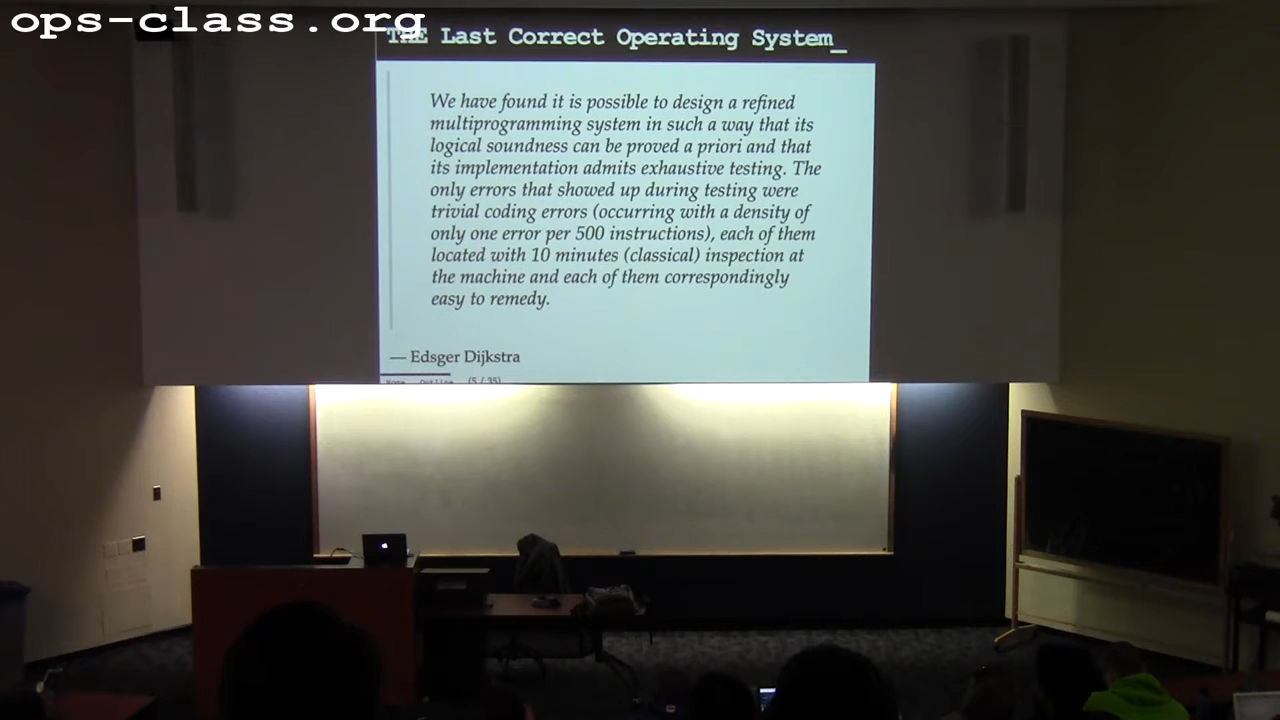 ops-class.org
THE Last Correct Operating System_
We have found it is possible to design a refined
multiprogramming system in such a way that its
logical soundness can be proved a priori and that
its implementation admits exhaustive testing. The
only errors that showed up during testing were
trivial coding errors (occurring with a density of
only one error per 500 instructions), each of them
located with 10 minutes (classical) inspection at
the machine and each of them correspondingly
easy to remedy.
— Edsger Dijkstra
Home Outline (5 / 35)